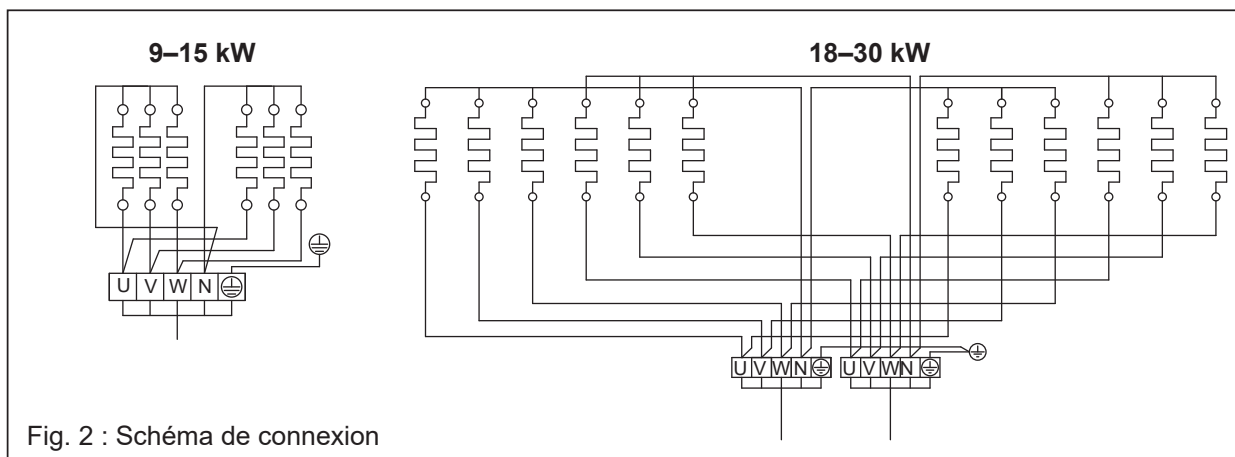 9–15 kW
18–30 kW
U V W N
U V W N U V W N
Fig. 2 : Schéma de connexion